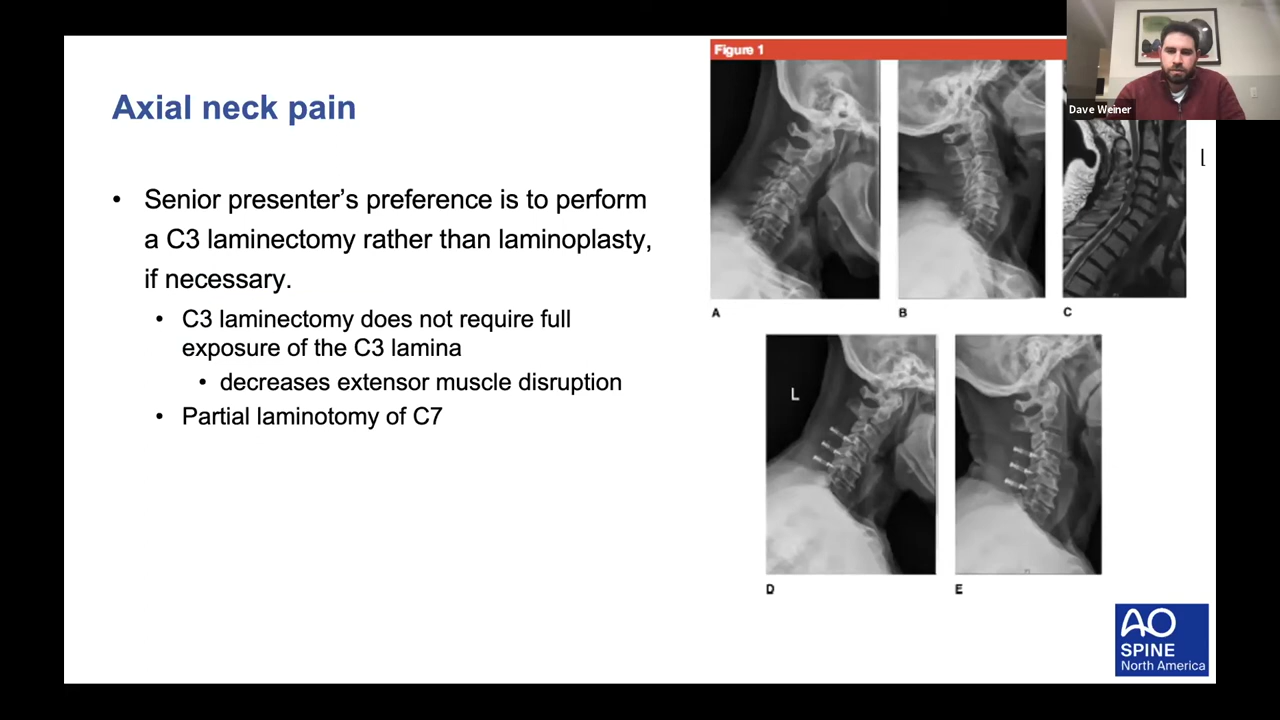 Figure 1
Dave Weiner
Axial neck pain
• Senior presenter's preference is to perform
a C3 laminectomy rather than laminoplasty,
if necessary.
• C3 laminectomy does not require full
exposure of the C3 lamina
• decreases extensor muscle disruption
• Partial laminotomy of C7
A
B
C
L
D
E
AO
SPINE
North America